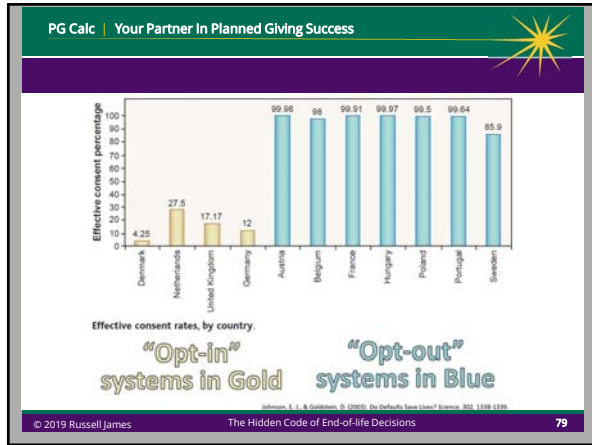 PG Calc | Your Partner In Planned Giving Success
Effective consent percentage
100
90
80
70
60
50
40
30
20
10
0
4.25
27.5
17.17
12
99.98
98
99.91
99.97
99.5
99.64
85.9
Denmark
Netherlands
United Kingdom
Germany
Austria
Belgium
France
Hungary
Poland
Portugal
Sweden
Effective consent rates, by country.
"Opt-in"
systems in Gold
"Opt-out"
systems in Blue
Johnson, E. J., & Goldstein, D. (2003). Do Defaults Save Lives? Science, 302, 1338-1339.
© 2019 Russell James
The Hidden Code of End-of-life Decisions
79